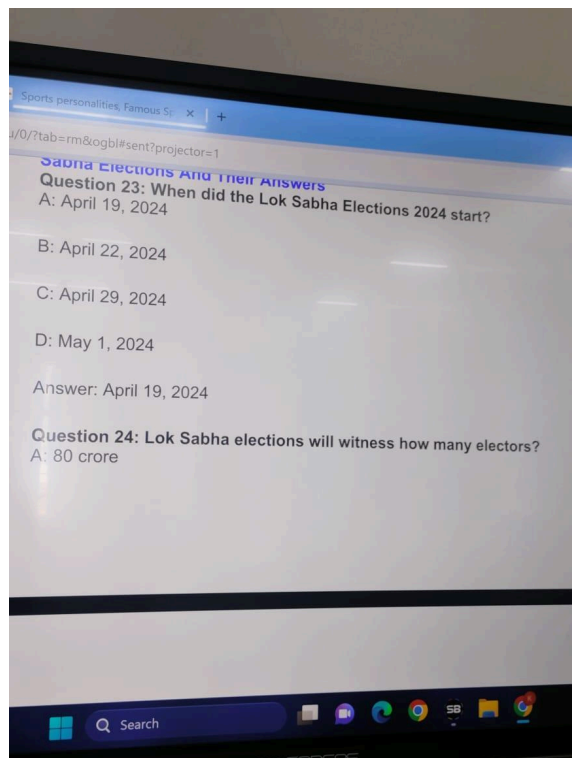 Sports personalities, Famous Sp
u/0/?tab=rm&ogbl#sent?projector=1
Sabha Elections And Their Answers
Question 23: When did the Lok Sabha Elections 2024 start?
A: April 19, 2024
B: April 22, 2024
C: April 29, 2024
D: May 1, 2024
Answer: April 19, 2024
Question 24: Lok Sabha elections will witness how many electors?
A: 80 crore
Search
SB